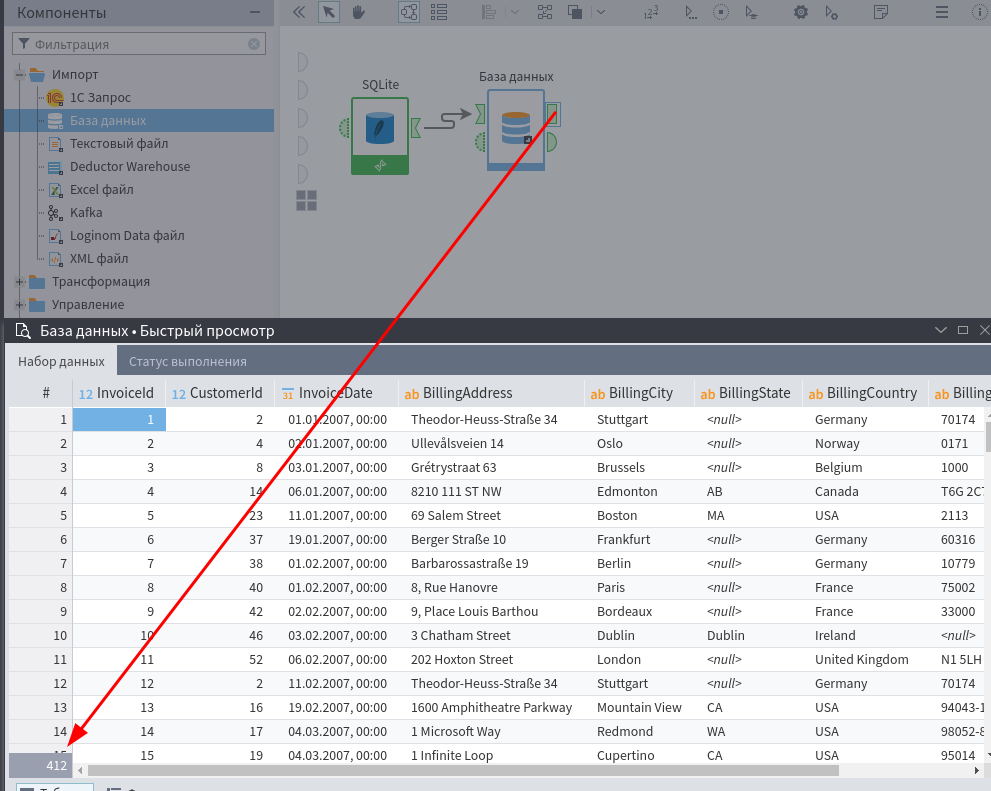 Компоненты
Фильтрация
Импорт
1С Запрос
База данных
Текстовый файл
Deductor Warehouse
Excel файл
Kafka
Loginom Data файл
XML файл
Трансформация
Управление
SQLite
База данных
База данных • Быстрый просмотр
Набор данных Статус выполнения
# 12 InvoiceId 12 CustomerId 31 InvoiceDate ab BillingAddress ab BillingCity ab BillingState ab BillingCountry ab Billing
1 1 2 01.01.2007, 00:00 Theodor-Heuss-Straße 34 Stuttgart <null> Germany 70174
2 2 4 02.01.2007, 00:00 Ullevålsveien 14 Oslo <null> Norway 0171
3 3 8 03.01.2007, 00:00 Grétrystraat 63 Brussels <null> Belgium 1000
4 4 14 06.01.2007, 00:00 8210 111 ST NW Edmonton AB Canada T6G 2C7
5 5 23 11.01.2007, 00:00 69 Salem Street Boston MA USA 2113
6 6 37 19.01.2007, 00:00 Berger Straße 10 Frankfurt <null> Germany 60316
7 7 38 01.02.2007, 00:00 Barbarossastraße 19 Berlin <null> Germany 10779
8 8 40 01.02.2007, 00:00 8, Rue Hanovre Paris <null> France 75002
9 9 42 02.02.2007, 00:00 9, Place Louis Barthou Bordeaux <null> France 33000
10 10 46 03.02.2007, 00:00 3 Chatham Street Dublin Dublin Ireland <null>
11 11 52 06.02.2007, 00:00 202 Hoxton Street London <null> United Kingdom N1 5LH
12 12 2 11.02.2007, 00:00 Theodor-Heuss-Straße 34 Stuttgart <null> Germany 70174
13 13 16 19.02.2007, 00:00 1600 Amphitheatre Parkway Mountain View CA USA 94043-1
14 14 17 04.03.2007, 00:00 1 Microsoft Way Redmond WA USA 98052-8
15 15 19 04.03.2007, 00:00 1 Infinite Loop Cupertino CA USA 95014
412